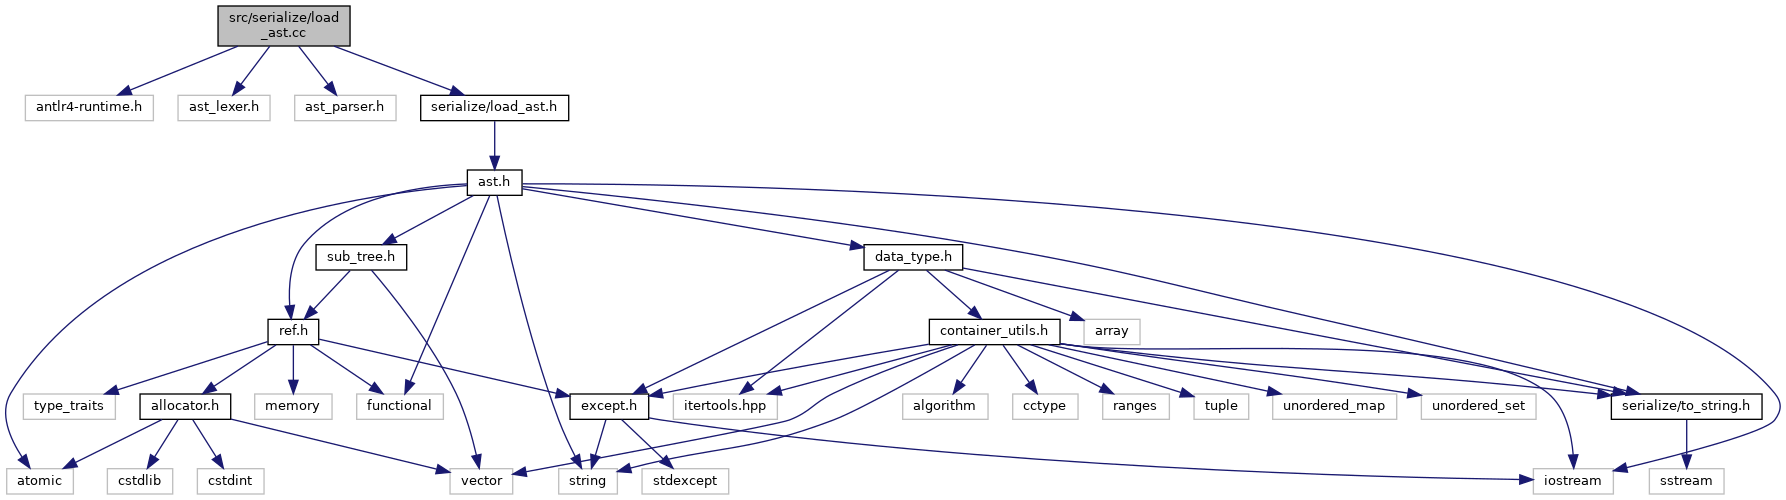 src/serialize/load
_ast.cc
antlr4-runtime.h
ast_lexer.h
ast_parser.h
serialize/load_ast.h
ast.h
sub_tree.h
data_type.h
ref.h
container_utils.h
array
type_traits
allocator.h
memory
functional
except.h
itertools.hpp
algorithm
cctype
ranges
tuple
unordered_map
unordered_set
serialize/to_string.h
atomic
cstdlib
cstdint
vector
string
stdexcept
iostream
sstream